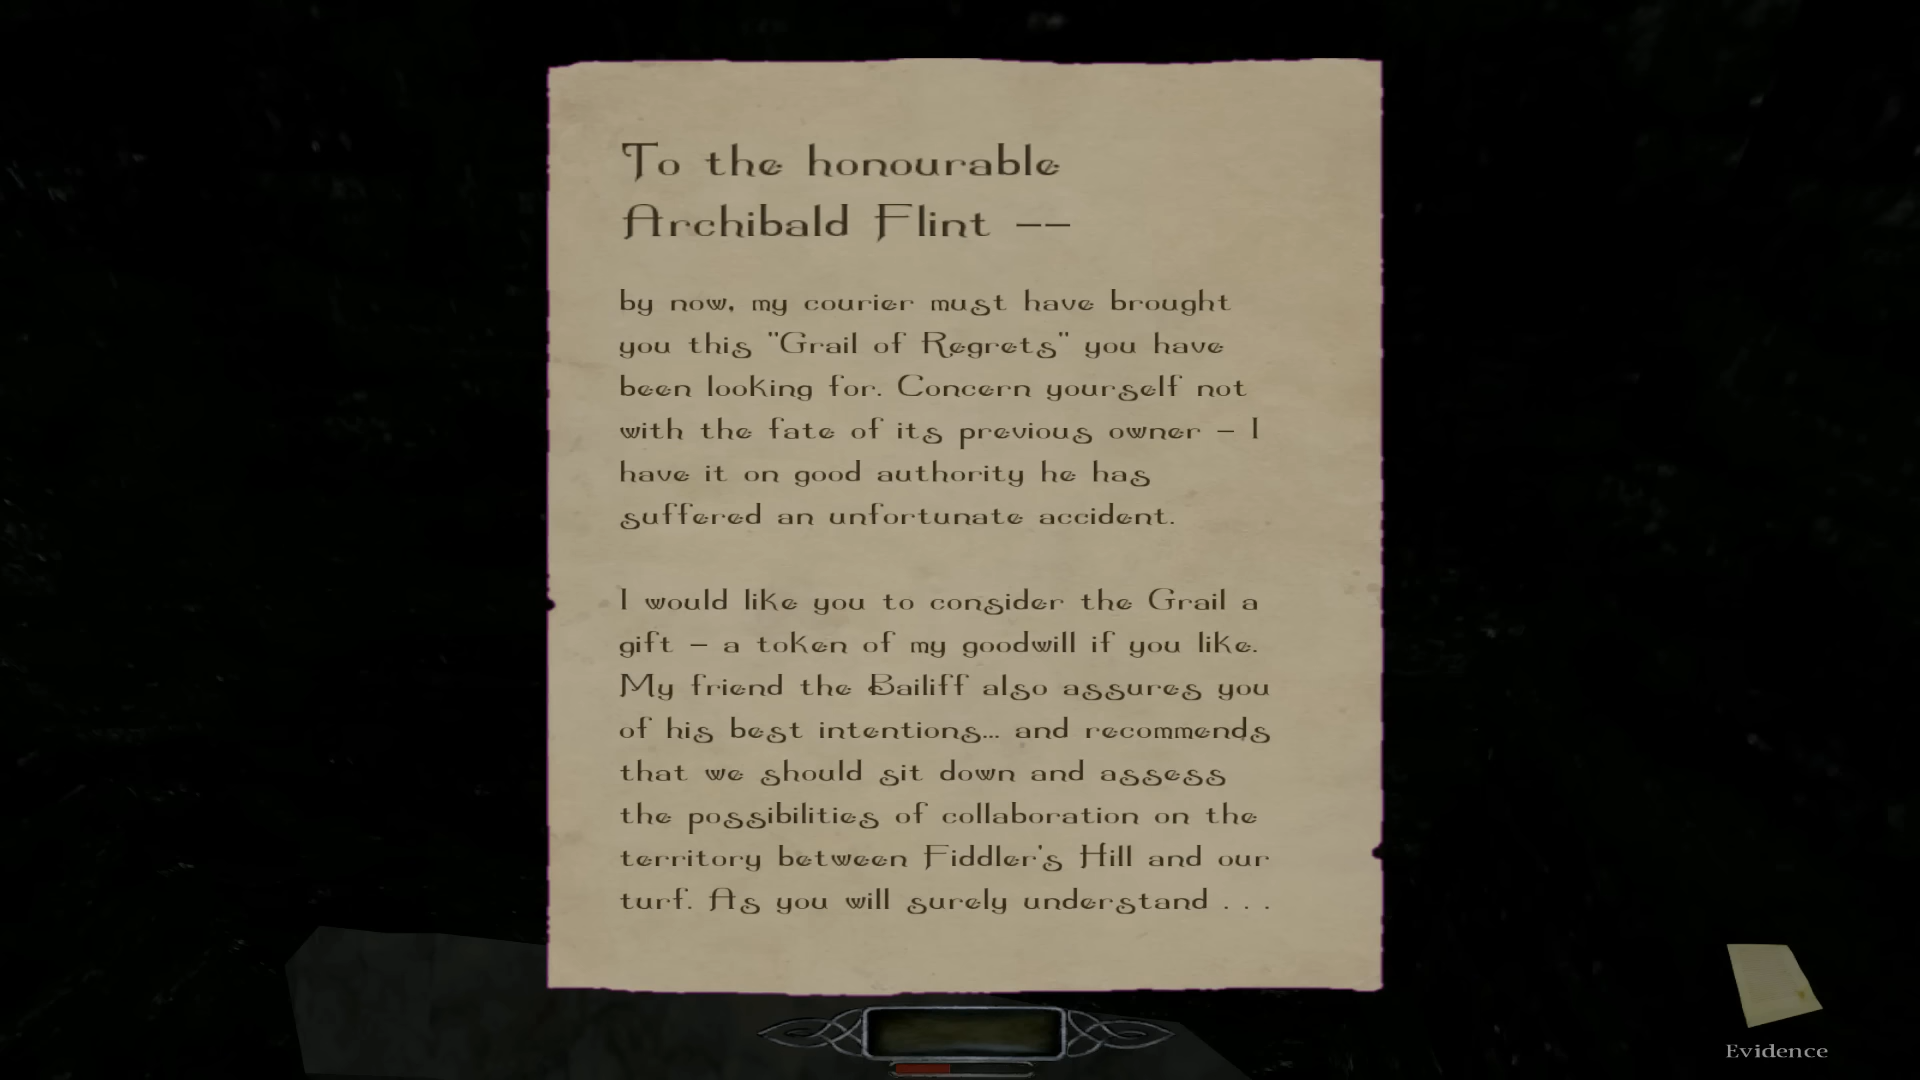 To the honourable
Archibald Flint --
by now, my courier must have brought
you this "Grail of Regrets" you have
been looking for. Concern yourself not
with the fate of its previous owner – I
have it on good authority he has
suffered an unfortunate accident.
I would like you to consider the Grail a
gift – a token of my goodwill if you like.
My friend the Bailiff also assures you
of his best intentions... and recommends
that we should sit down and assess
the possibilities of collaboration on the
territory between Fiddler's Hill and our
turf. As you will surely understand . . .
Evidence